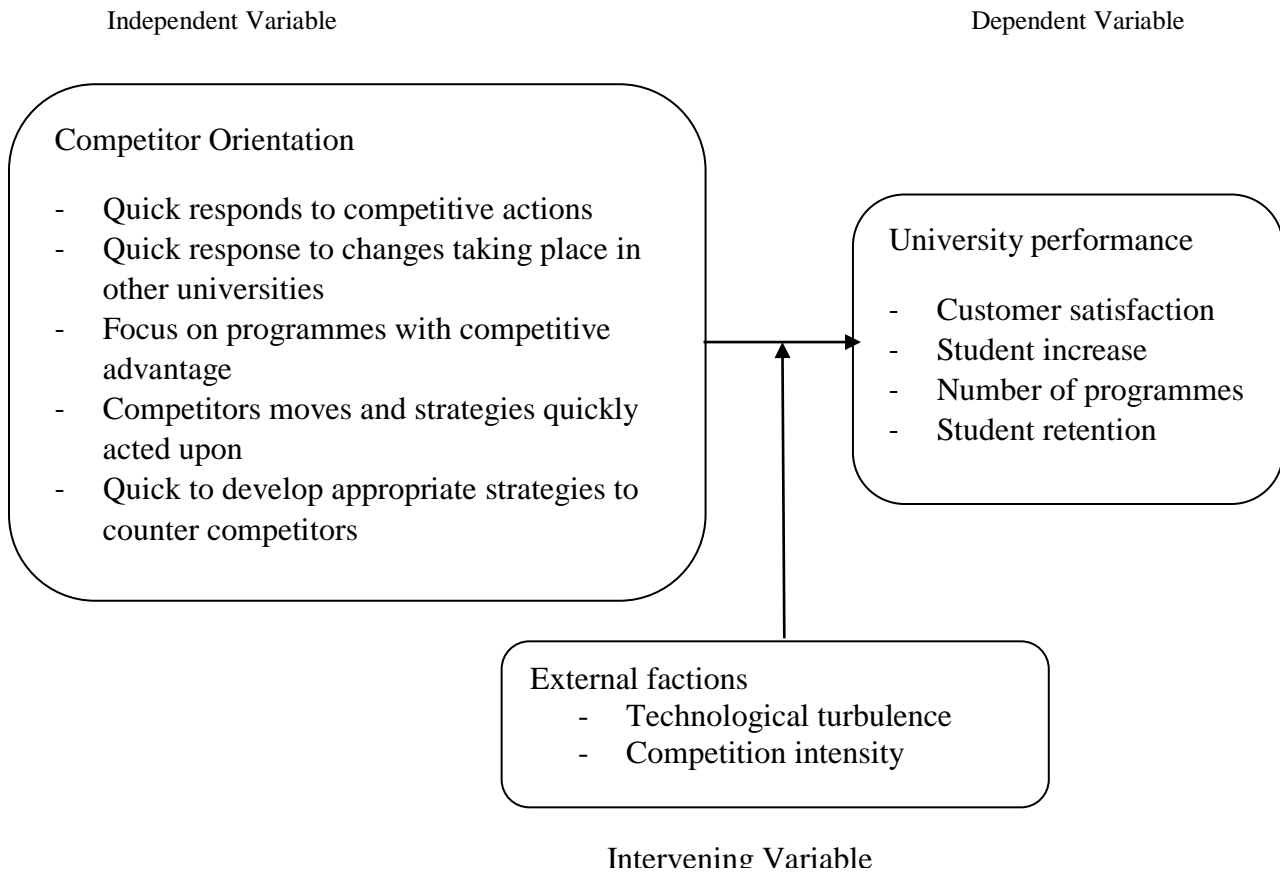 Independent Variable
Dependent Variable
Competitor Orientation
- Quick responds to competitive actions
- Quick response to changes taking place in
other universities
- Focus on programmes with competitive
advantage
- Competitors moves and strategies quickly
acted upon
- Quick to develop appropriate strategies to
counter competitors
University performance
- Customer satisfaction
- Student increase
- Number of programmes
- Student retention
External factions
- Technological turbulence
- Competition intensity
Intervening Variable